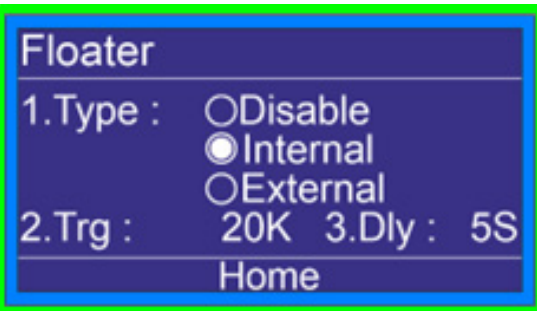 Floater
1.Type : Disable
Internal
External
2.Trg : 20K 3.Dly : 5S
Home